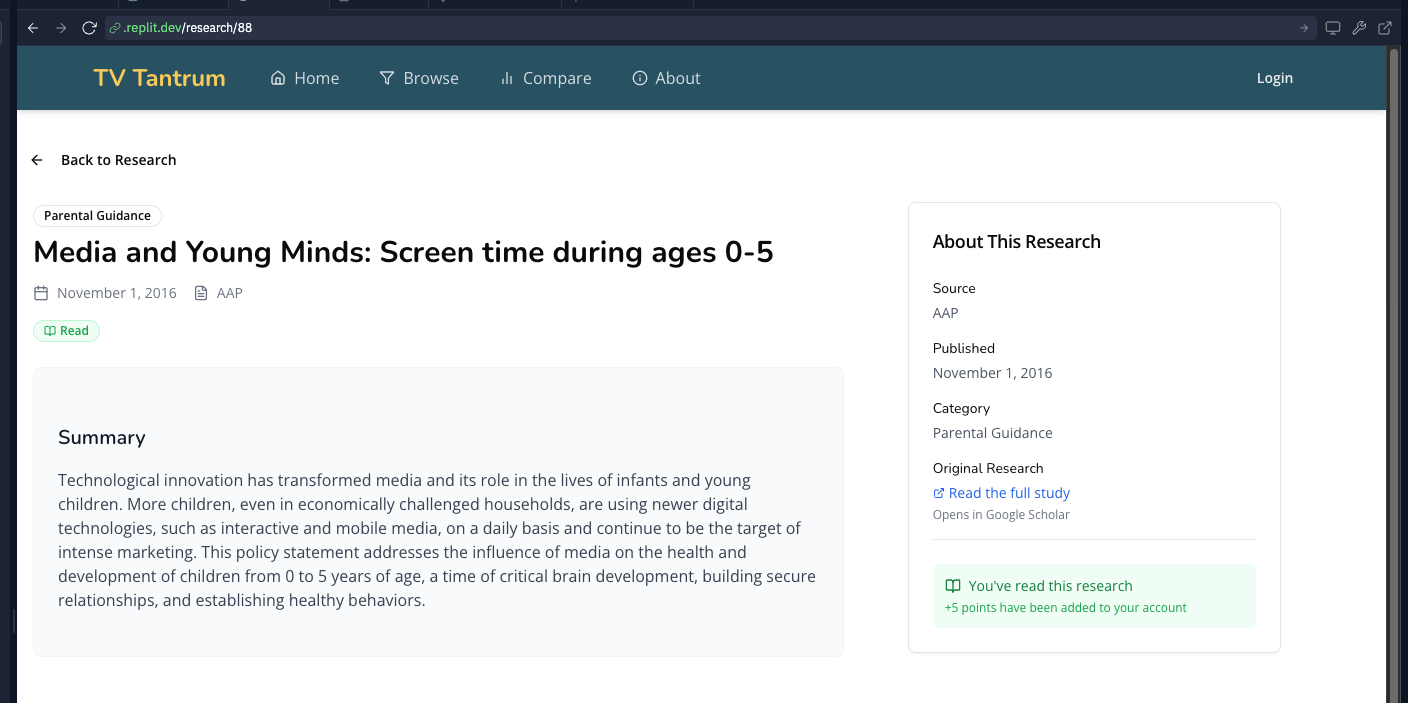 .replit.dev/research/88
TV Tantrum
Home
Browse
Compare
About
Login
Back to Research
Parental Guidance
Media and Young Minds: Screen time during ages 0-5
November 1, 2016
AAP
Read
Summary
Technological innovation has transformed media and its role in the lives of infants and young
children. More children, even in economically challenged households, are using newer digital
technologies, such as interactive and mobile media, on a daily basis and continue to be the target of
intense marketing. This policy statement addresses the influence of media on the health and
development of children from 0 to 5 years of age, a time of critical brain development, building secure
relationships, and establishing healthy behaviors.
About This Research
Source
AAP
Published
November 1, 2016
Category
Parental Guidance
Original Research
Read the full study
Opens in Google Scholar
You've read this research
+5 points have been added to your account